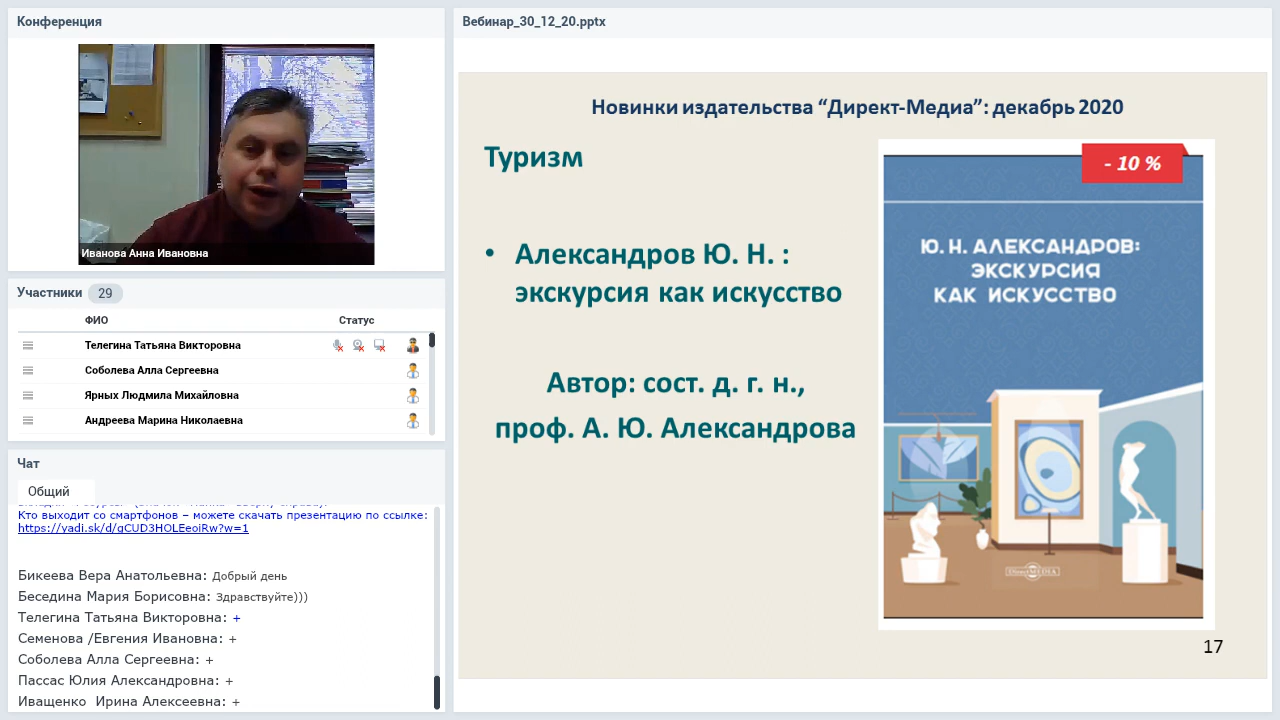 Конференция
Иванова Анна Ивановна
Участники 29
ФИО Статус
Телегина Татьяна Викторовна
Соболева Алла Сергеевна
Ярных Людмила Михайловна
Андреева Марина Николаевна
Чат
Общий
Кто выходит со смартфонов – можете скачать презентацию по ссылке:
https://yadi.sk/d/gCUD3HOLEeoiRw?w=1
Бикеева Вера Анатольевна: Добрый день
Беседина Мария Борисовна: Здравствуйте)))
Телегина Татьяна Викторовна: +
Семенова /Евгения Ивановна: +
Соболева Алла Сергеевна: +
Пассас Юлия Александровна: +
Иващенко Ирина Алексеевна: +
Вебинар_30_12_20.pptx
Новинки издательства “Директ-Медиа”: декабрь 2020
Туризм
• Александров Ю. Н. :
экскурсия как искусство
Автор: сост. д. г. н.,
проф. А. Ю. Александрова
- 10 %
Ю. Н. АЛЕКСАНДРОВ:
ЭКСКУРСИЯ
КАК ИСКУССТВО
DirectMEDIA
17